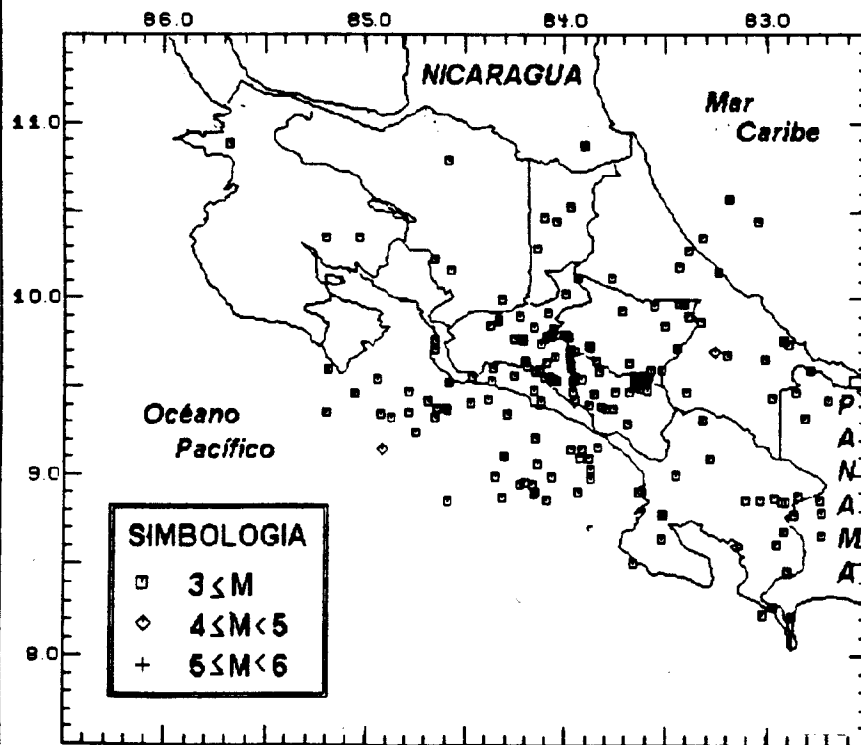 86.0 85.0 84.0 83.0
NICARAGUA
Mar
Caribe
11.0
10.0
Océano
Pacífico
9.0
8.0
PANAMA
SIMBOLOGIA
3≤M
4≤M<5
5≤M<6